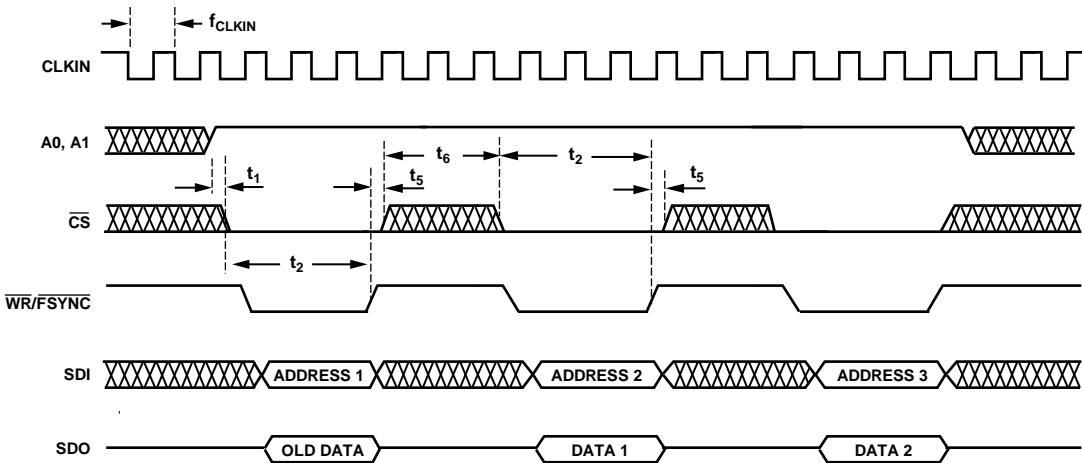 fCLKIN
CLKIN
A0, A1
t1
t5
t6
t2
t5
CS
t2
WR/FSYNC
SDI
ADDRESS 1
ADDRESS 2
ADDRESS 3
SDO
OLD DATA
DATA 1
DATA 2